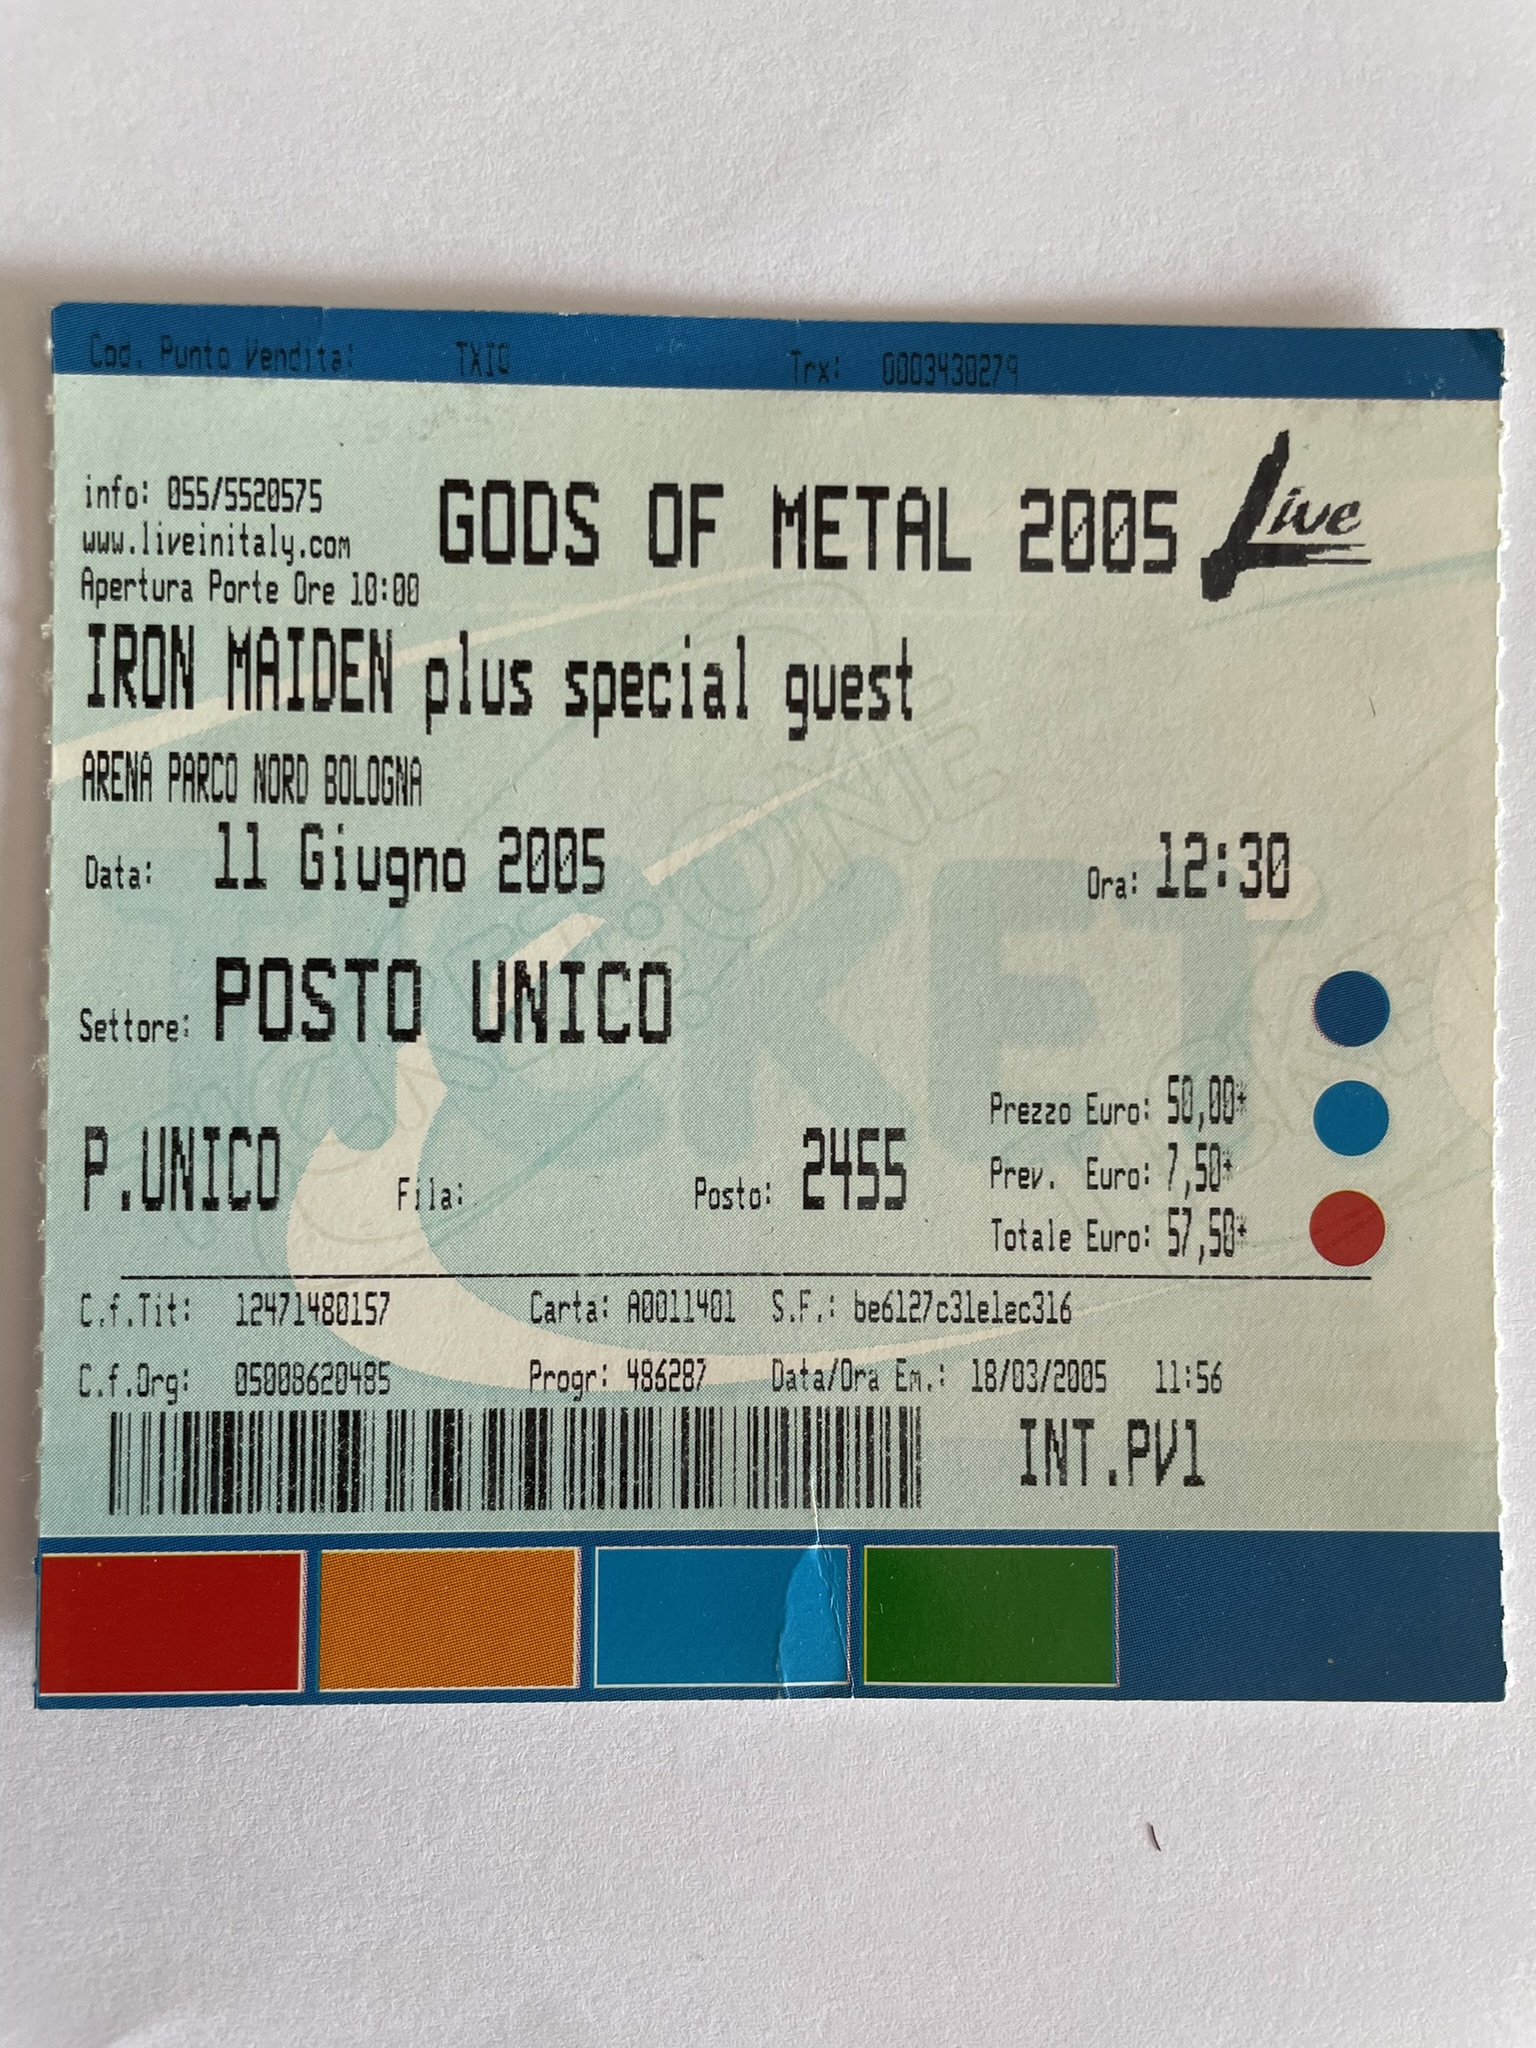 Cod. Punto Vendita: TXIO Trx: 0003430279
info: 055/5520575
www.liveinitaly.com
Apertura Porte Ore 10:00
GODS OF METAL 2005
Live
IRON MAIDEN plus special guest
ARENA PARCO NORD BOLOGNA
Data: 11 Giugno 2005 Ora: 12:30
Settore: POSTO UNICO
P.UNICO Fila: Posto: 2455
Prezzo Euro: 50,00*
Prev. Euro: 7,50*
Totale Euro: 57,50*
C.f.Tit: 12471480157 Carta: A0011401 S.F.: be6127c31e1ec316
C.f.Org: 05008620485 Progr: 486287 Data/Ora Em.: 18/03/2005 11:56
INT.PV1
TICKET